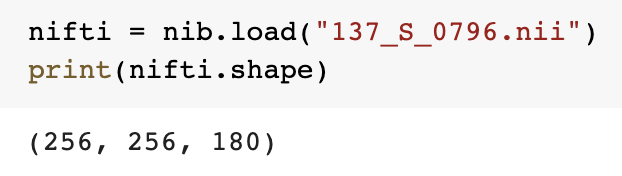 nifti = nib.load("137_S_0796.nii")
print(nifti.shape)
(256, 256, 180)